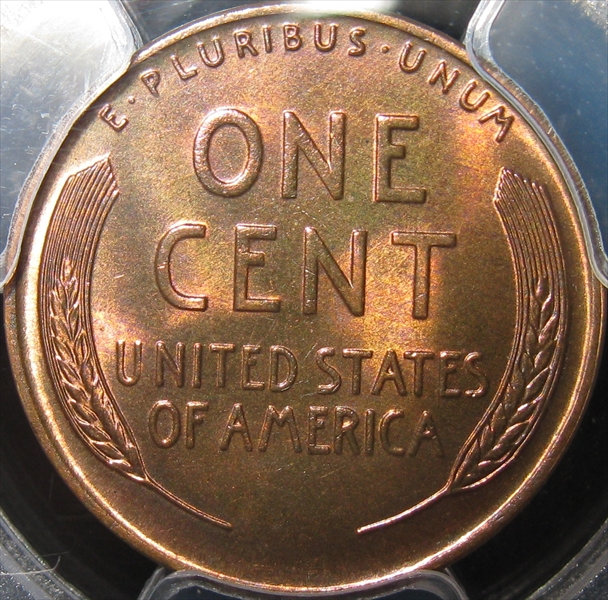 E·PLURIBUS·UNUM
ONE
CENT
UNITED STATES
OF AMERICA